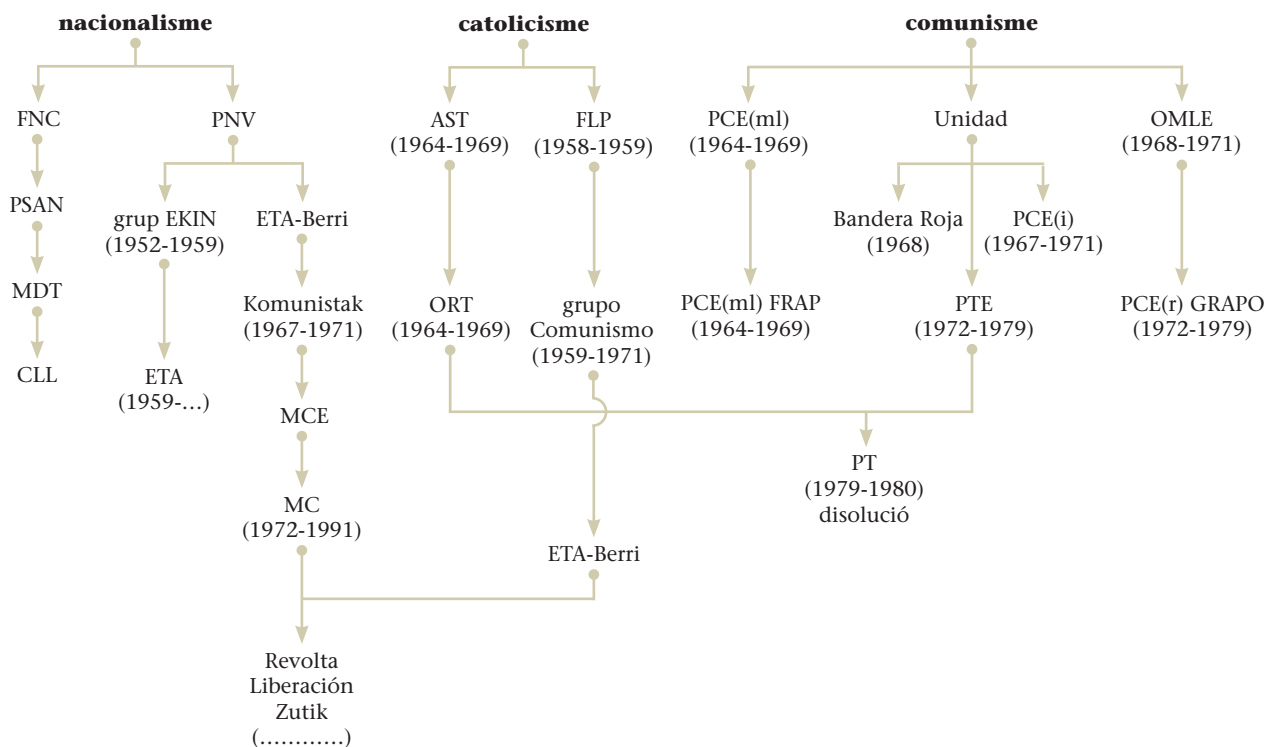 nacionalisme
catolicisme
comunisme
FNC
PNV
AST
(1964-1969)
FLP
(1958-1959)
PCE(ml)
(1964-1969)
Unidad
OMLE
(1968-1971)
PSAN
grup EKIN
(1952-1959)
ETA-Berri
Bandera Roja
(1968)
PCE(i)
(1967-1971)
MDT
Komunistak
(1967-1971)
ORT
(1964-1969)
grupo
Comunismo
(1959-1971)
PCE(ml) FRAP
(1964-1969)
PTE
(1972-1979)
PCE(r) GRAPO
(1972-1979)
CLL
ETA
(1959-…)
MCE
PT
(1979-1980)
disolució
MC
(1972-1991)
ETA-Berri
Revolta
Liberación
Zutik
(…………)